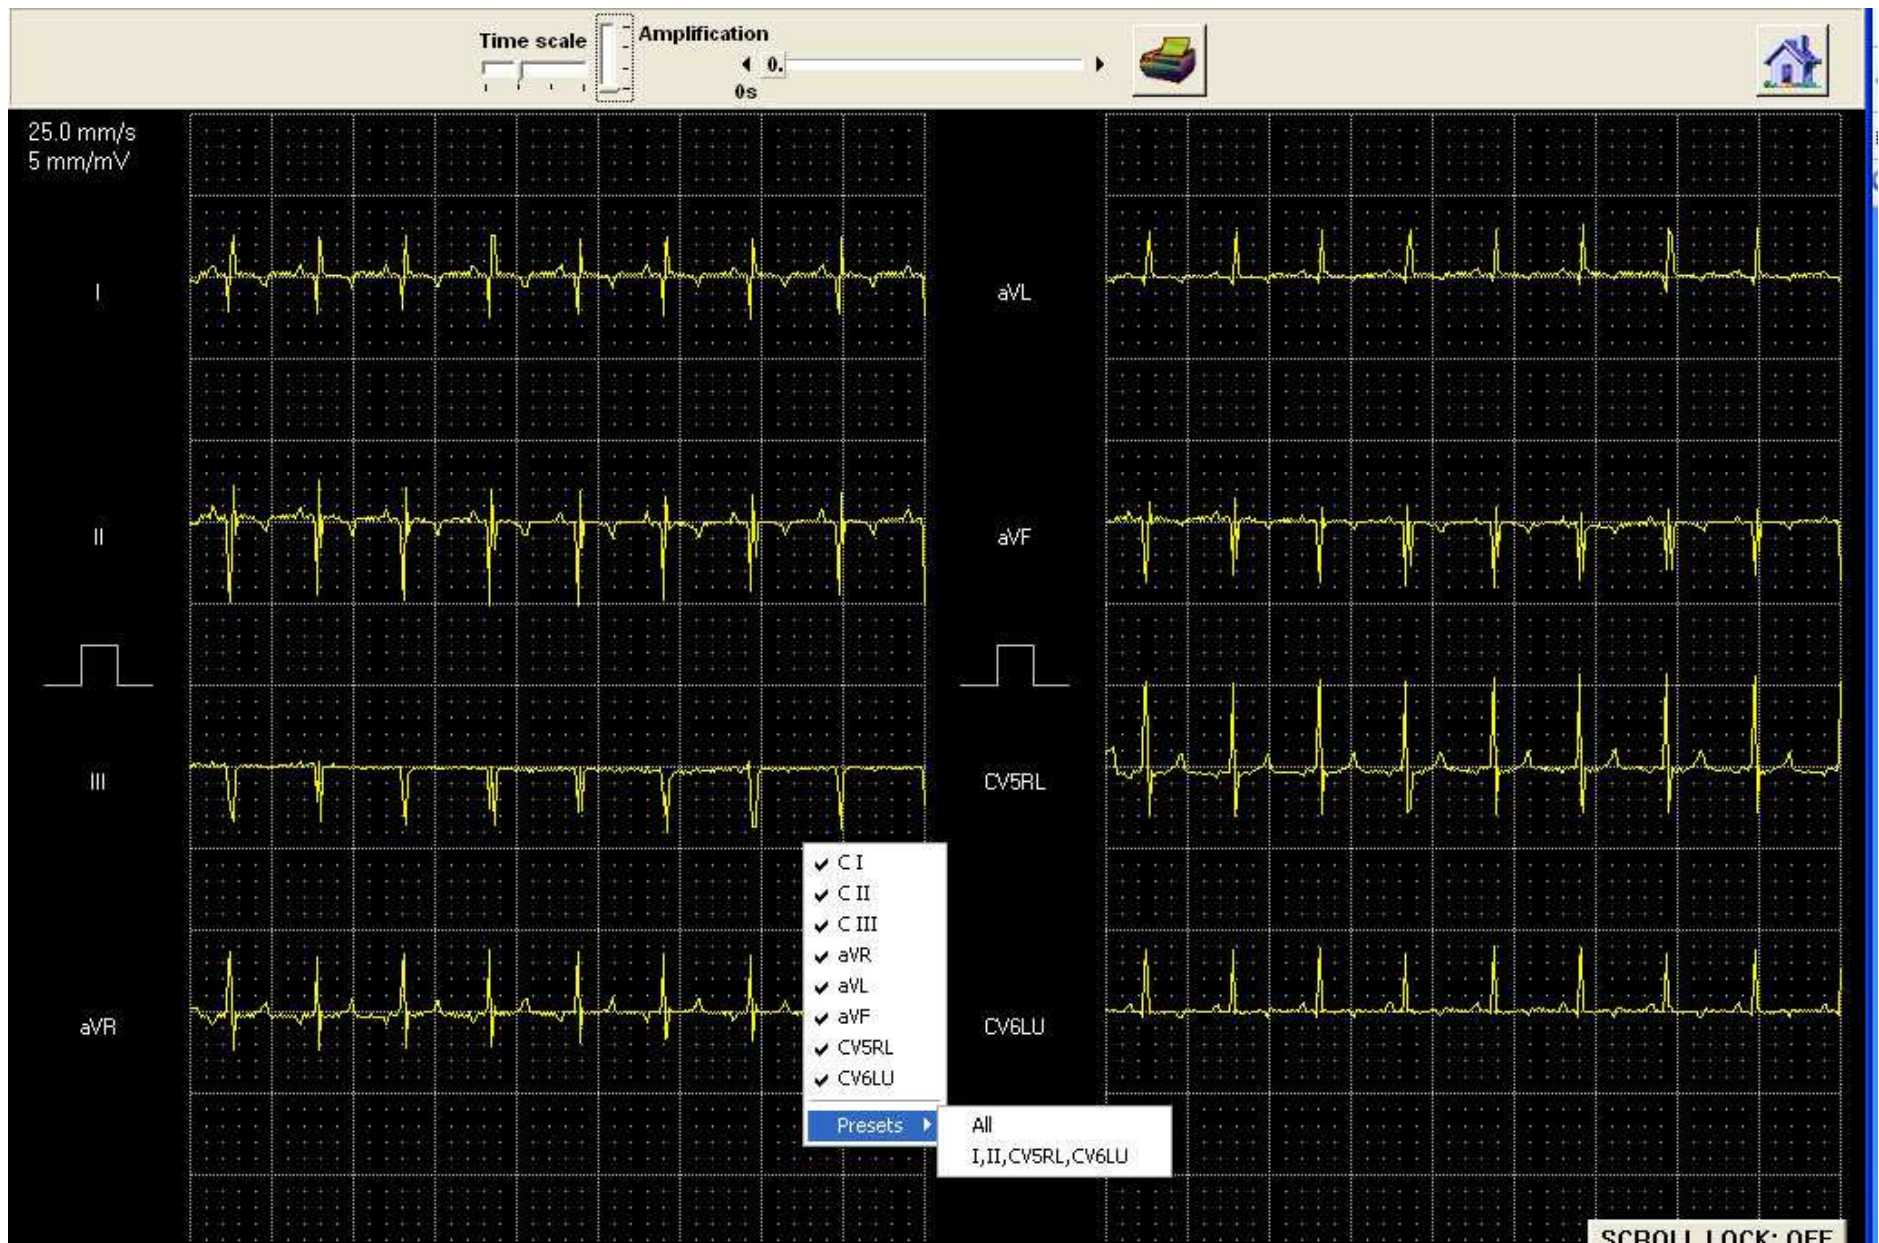 Time scale
Amplification
0.
0s
25.0 mm/s
5 mm/mV
I
II
III
aVR
aVL
aVF
CV5RL
CV6LU
C I
C II
C III
aVR
aVL
aVF
CV5RL
CV6LU
Presets
All
I,II,CV5RL,CV6LU
SCROLL LOCK: OFF